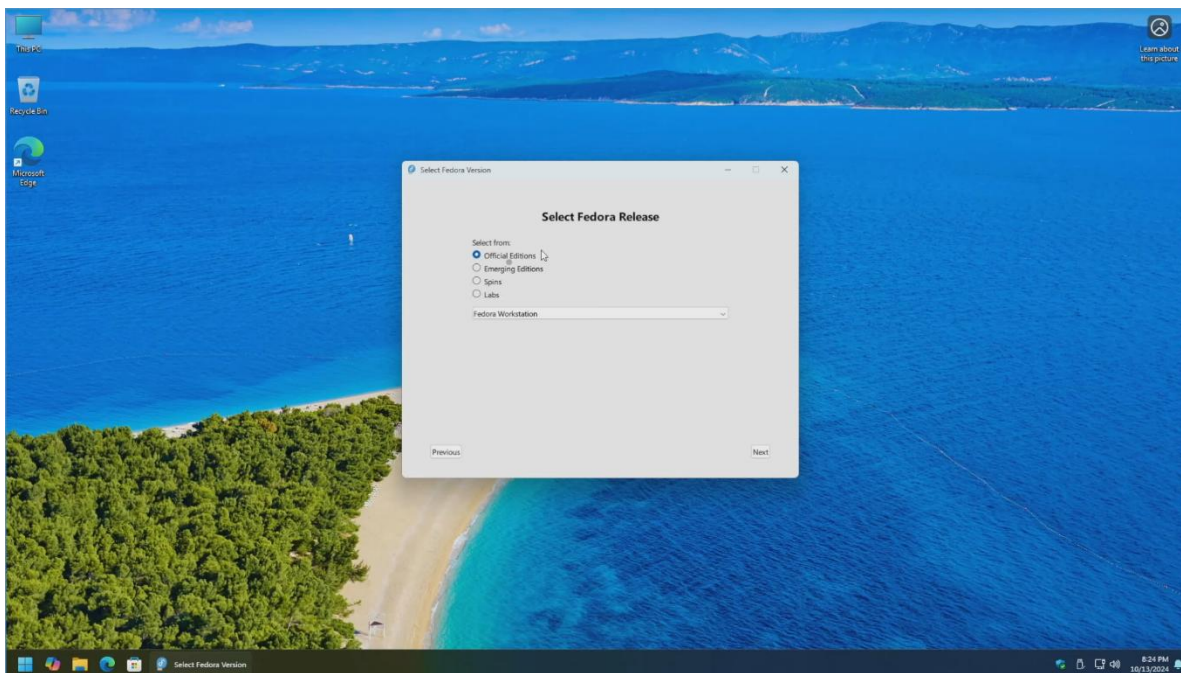 This PC
Recycle Bin
Microsoft
Edge
Learn about
this picture
Select Fedora Version
Select Fedora Release
Select from:
Official Editions
Emerging Editions
Spins
Labs
Fedora Workstation
Previous
Next
Select Fedora Version
8:24 PM
10/13/2024